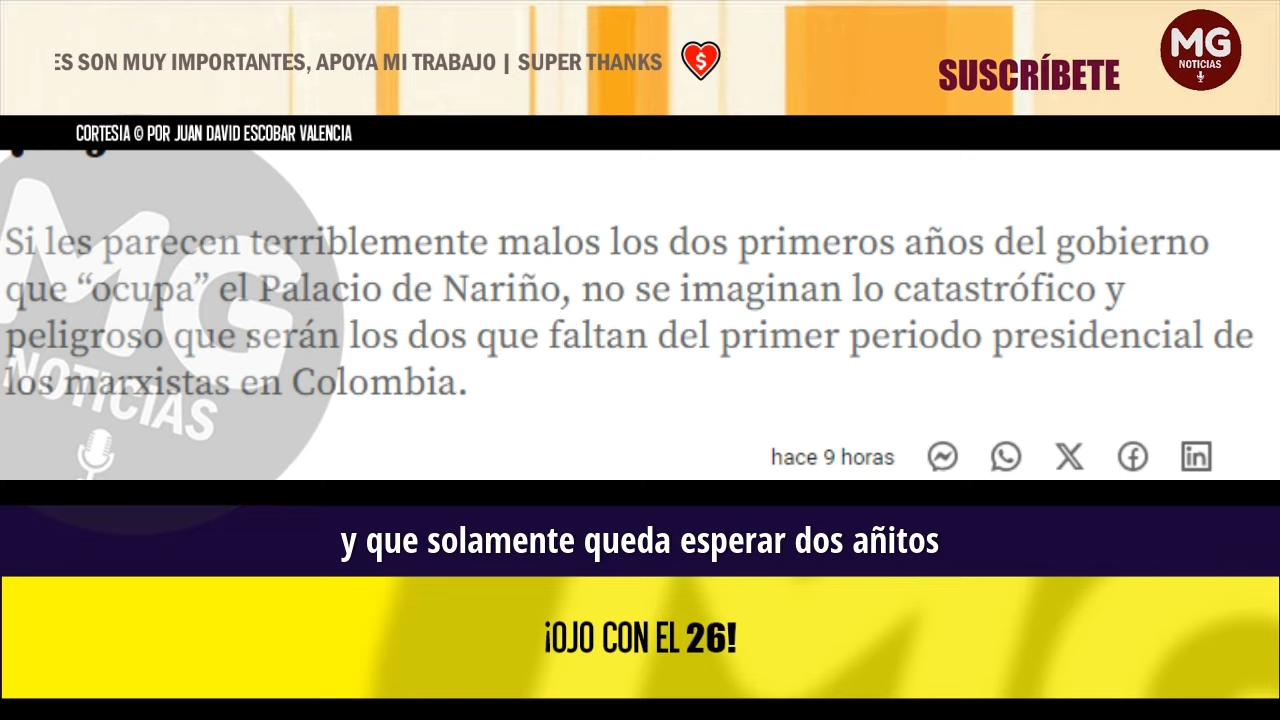 ES SON MUY IMPORTANTES, APOYA MI TRABAJO | SUPER THANKS
$
SUSCRÍBETE
MG
NOTICIAS
CORTESIA © POR JUAN DAVID ESCOBAR VALENCIA
Si les parecen terriblemente malos los dos primeros años del gobierno
que “ocupa” el Palacio de Nariño, no se imaginan lo catastrófico y
peligroso que serán los dos que faltan del primer periodo presidencial de
los marxistas en Colombia.
MG
NOTICIAS
hace 9 horas
y que solamente queda esperar dos añitos
¡OJO CON EL 26!